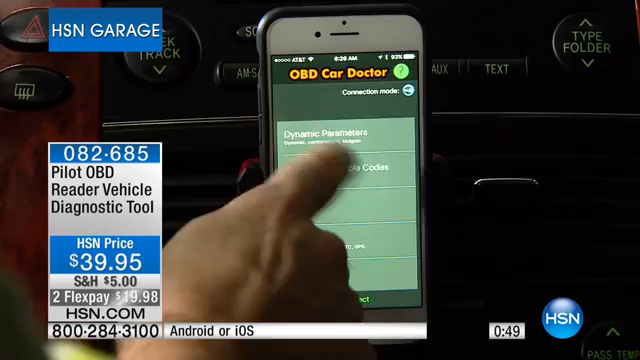 HSN GARAGE
TRACK
AM-S
AUX
TEXT
TYPE
FOLDER
AT&T
6:26 AM
93%
OBD Car Doctor
?
Connection mode:
Dynamic Parameters
Codes
082-685
Pilot OBD
Reader Vehicle
Diagnostic Tool
HSN Price
$39.95
S&H $5.00
2 Flexpay $19.98
HSN.COM
800-284-3100
Android or iOS
0:49
HSN
PASS TEMP